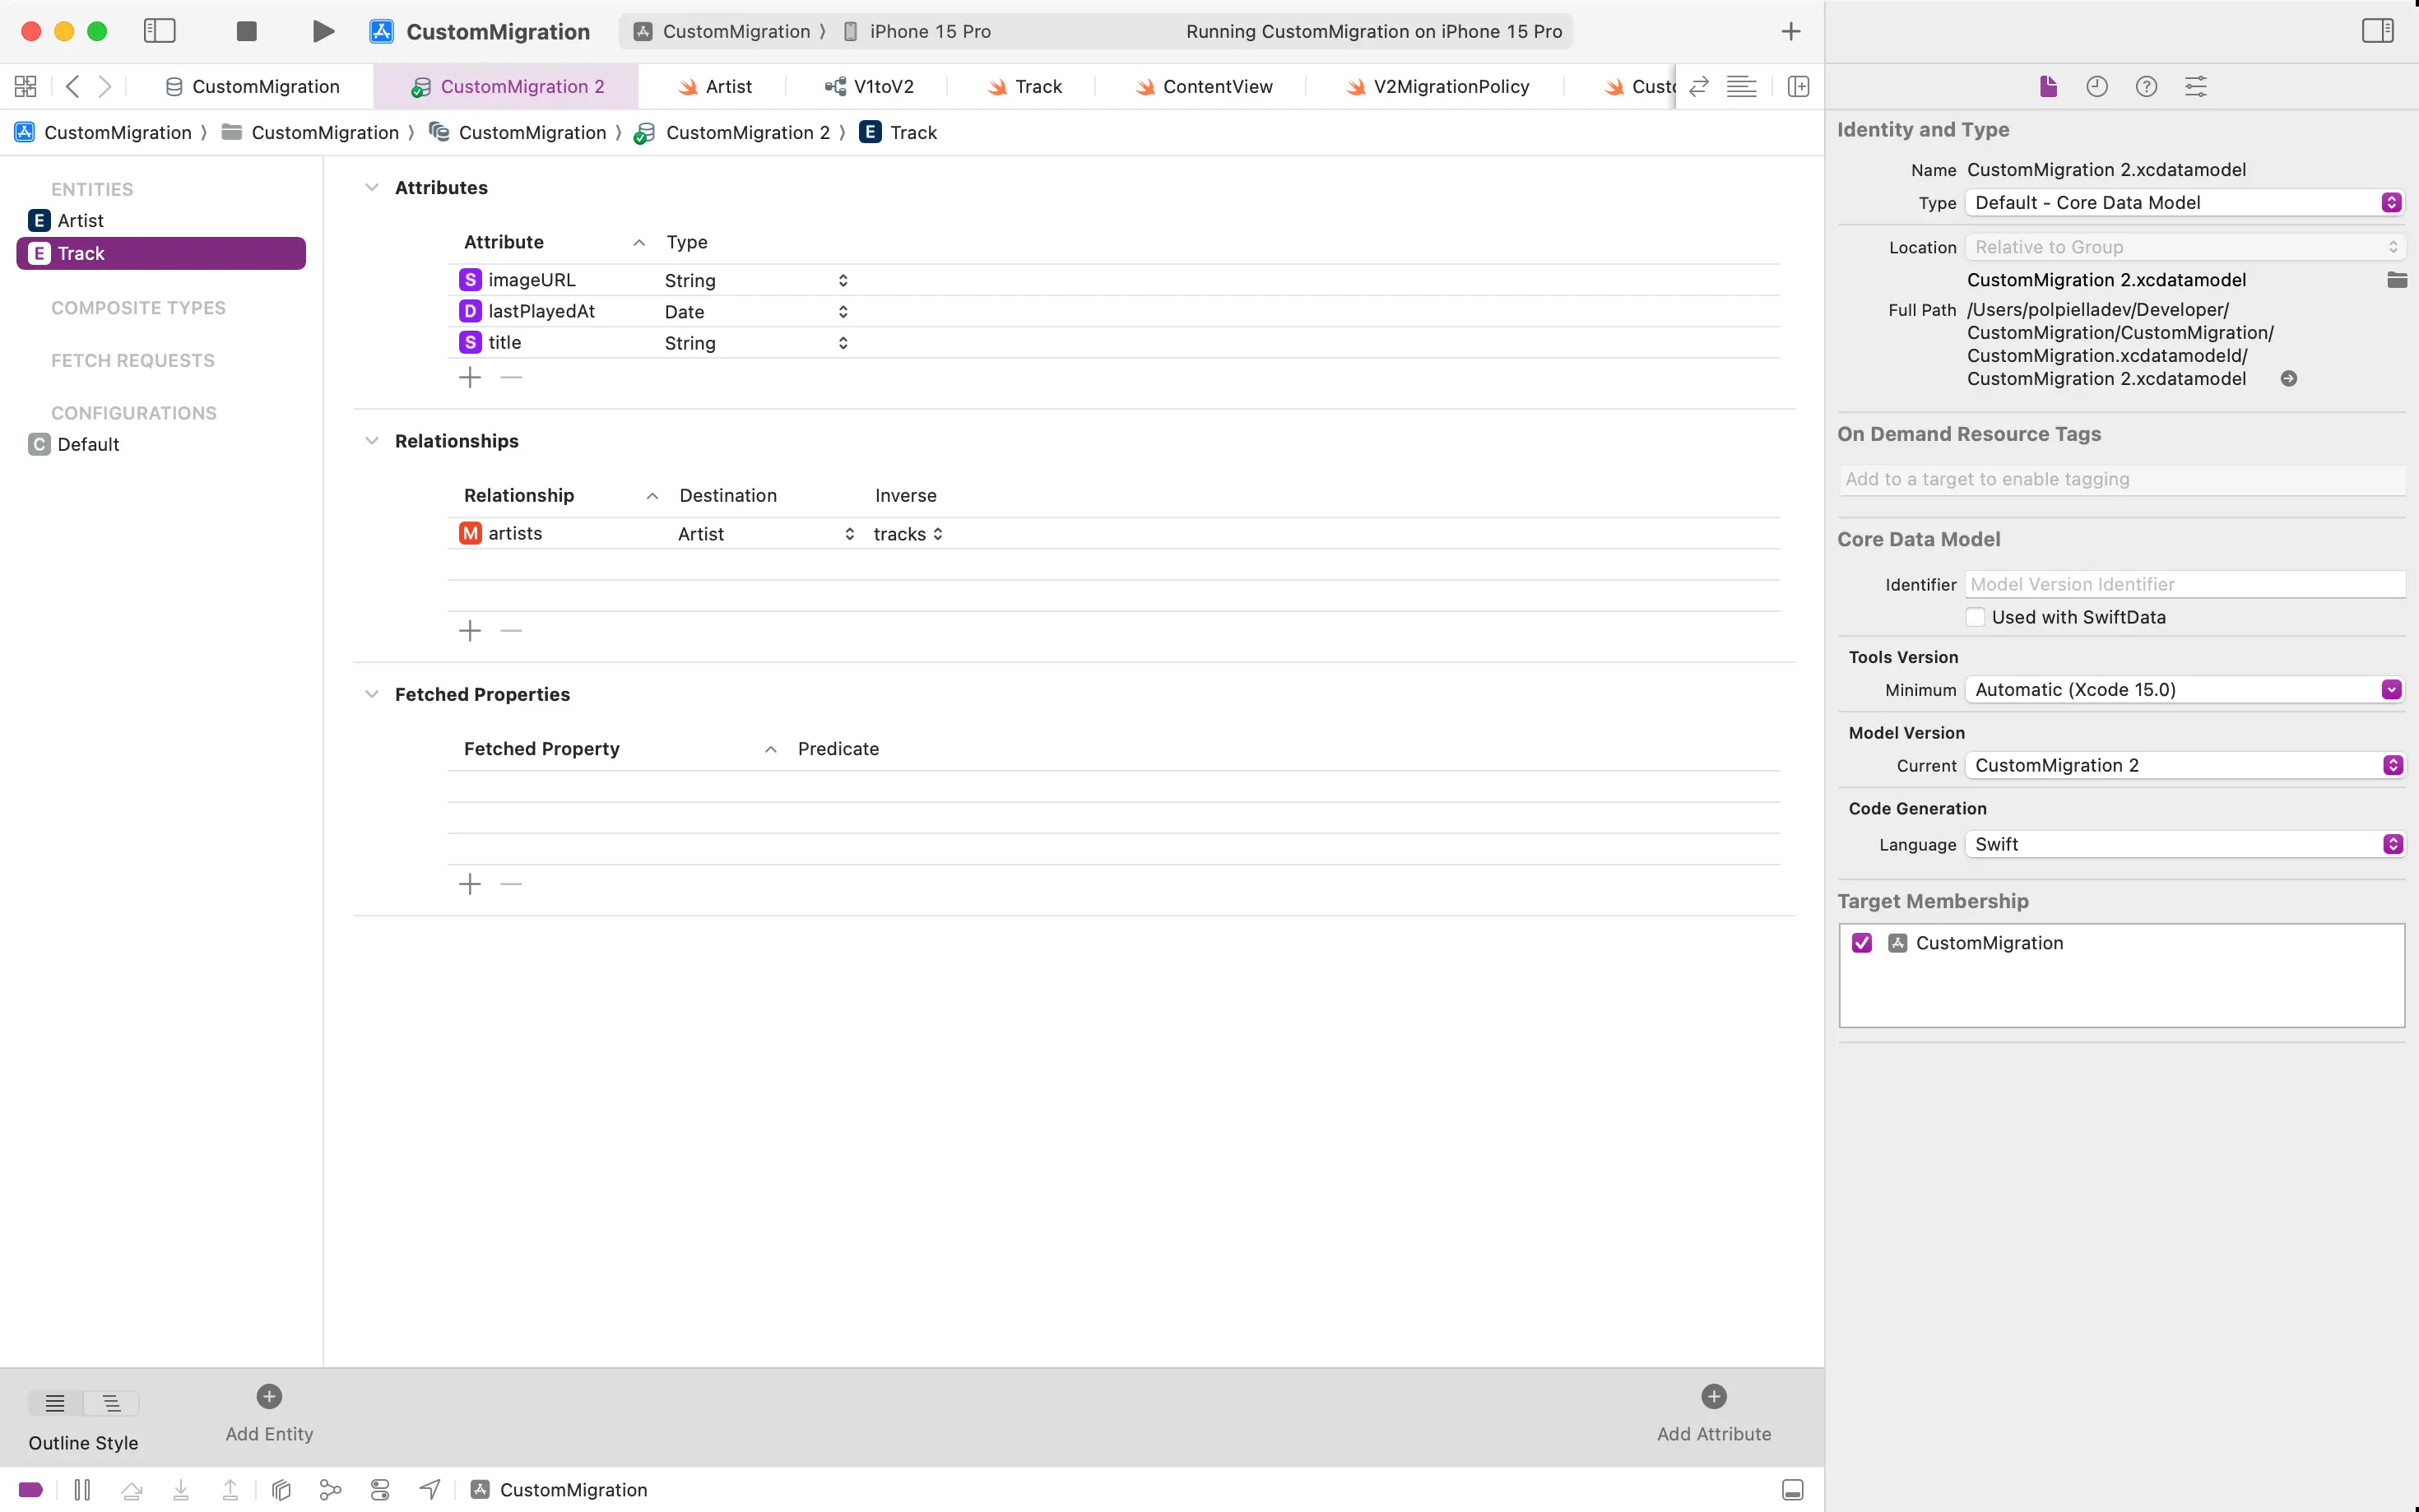 CustomMigration
CustomMigration ⟩ iPhone 15 Pro
Running CustomMigration on iPhone 15 Pro
CustomMigration
CustomMigration 2
Artist
V1toV2
Track
ContentView
V2MigrationPolicy
Custo
CustomMigration ⟩ CustomMigration ⟩ CustomMigration ⟩ CustomMigration 2 ⟩ E Track
ENTITIES
E Artist
E Track
COMPOSITE TYPES
FETCH REQUESTS
CONFIGURATIONS
C Default
Attributes
Attribute Type
S imageURL String
D lastPlayedAt Date
S title String
Relationships
Relationship Destination Inverse
M artists Artist tracks
Fetched Properties
Fetched Property Predicate
Outline Style
Add Entity
Add Attribute
CustomMigration
Identity and Type
Name CustomMigration 2.xcdatamodel
Type Default - Core Data Model
Location Relative to Group
CustomMigration 2.xcdatamodel
Full Path /Users/polpielladev/Developer/
CustomMigration/CustomMigration/
CustomMigration.xcdatamodeld/
CustomMigration 2.xcdatamodel
On Demand Resource Tags
Add to a target to enable tagging
Core Data Model
Identifier Model Version Identifier
Used with SwiftData
Tools Version
Minimum Automatic (Xcode 15.0)
Model Version
Current CustomMigration 2
Code Generation
Language Swift
Target Membership
CustomMigration